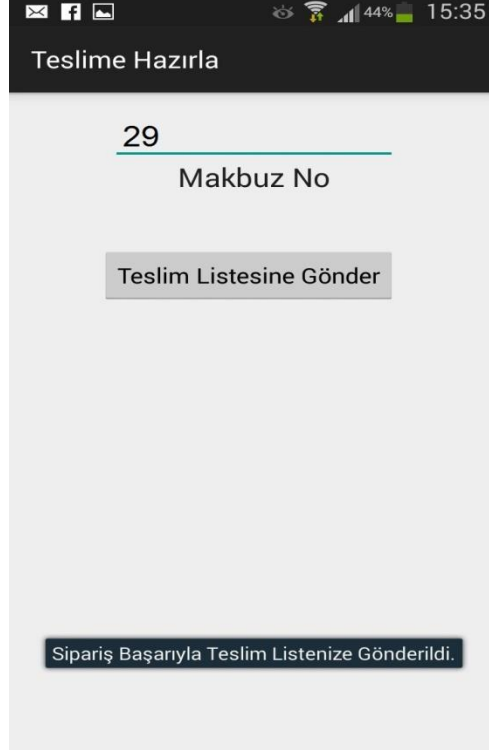 44% 15:35
Teslime Hazırla
29
Makbuz No
Teslim Listesine Gönder
Sipariş Başarıyla Teslim Listenize Gönderildi.